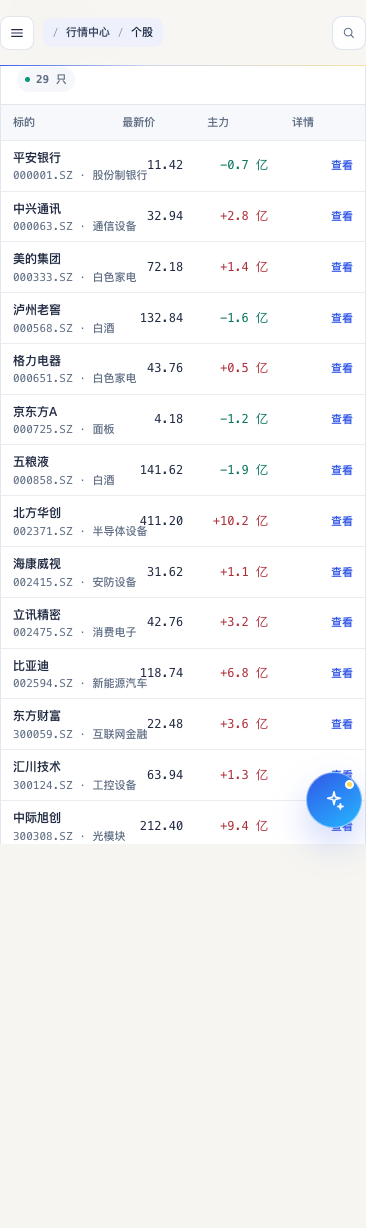 / 行情中心 / 个股
29 只
标的 最新价 主力 详情
平安银行 11.42 −0.7 亿 查看
000001.SZ · 股份制银行
中兴通讯 32.94 +2.8 亿 查看
000063.SZ · 通信设备
美的集团 72.18 +1.4 亿 查看
000333.SZ · 白色家电
泸州老窖 132.84 −1.6 亿 查看
000568.SZ · 白酒
格力电器 43.76 +0.5 亿 查看
000651.SZ · 白色家电
京东方A 4.18 −1.2 亿 查看
000725.SZ · 面板
五粮液 141.62 −1.9 亿 查看
000858.SZ · 白酒
北方华创 411.20 +10.2 亿 查看
002371.SZ · 半导体设备
海康威视 31.62 +1.1 亿 查看
002415.SZ · 安防设备
立讯精密 42.76 +3.2 亿 查看
002475.SZ · 消费电子
比亚迪 118.74 +6.8 亿 查看
002594.SZ · 新能源汽车
东方财富 22.48 +3.6 亿 查看
300059.SZ · 互联网金融
汇川技术 63.94 +1.3 亿 查看
300124.SZ · 工控设备
中际旭创 212.40 +9.4 亿 查看
300308.SZ · 光模块